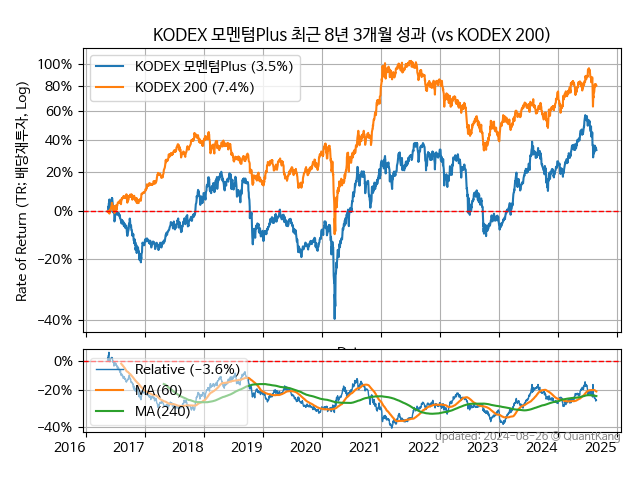 KODEX 모멘텀Plus 최근 8년 3개월 성과 (vs KODEX 200)
Rate of Return (TR: 배당재투자, Log)
100%
80%
60%
40%
20%
0%
−20%
−40%
KODEX 모멘텀Plus (3.5%)
KODEX 200 (7.4%)
0%
−20%
−40%
Relative (−3.6%)
MA(60)
MA(240)
2016 2017 2018 2019 2020 2021 2022 2023 2024 2025
updated: 2024-08-26 © QuantKang